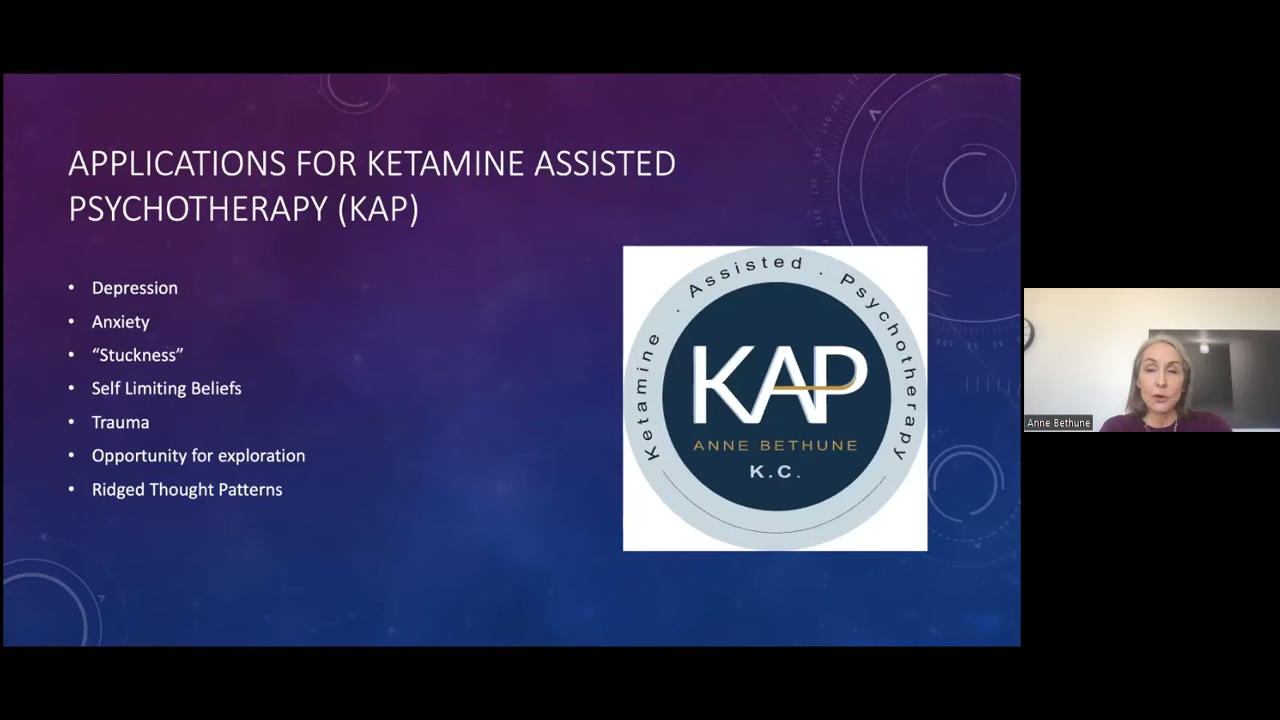 APPLICATIONS FOR KETAMINE ASSISTED
PSYCHOTHERAPY (KAP)
• Depression
• Anxiety
• “Stuckness”
• Self Limiting Beliefs
• Trauma
• Opportunity for exploration
• Ridged Thought Patterns
Ketamine . Assisted . Psychotherapy
KAP
ANNE BETHUNE
K.C.
Anne Bethune